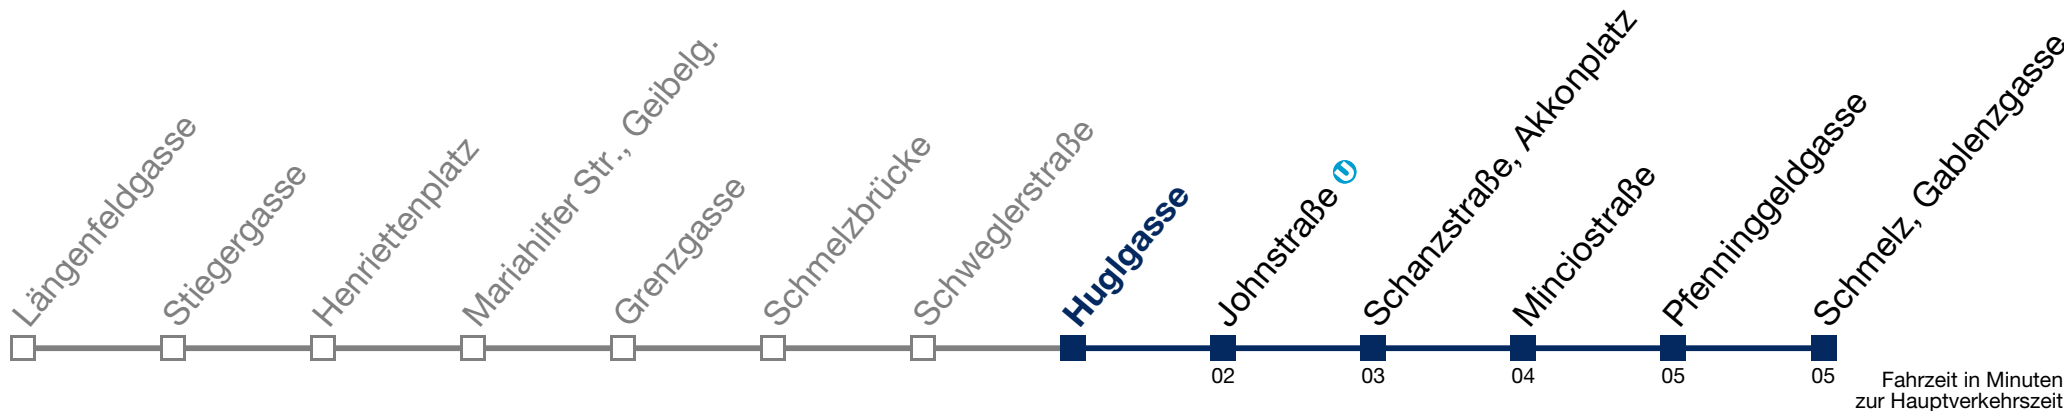 Längenfeldgasse
Stiegergasse
Henriettenplatz
Mariahilfer Str., Geibelg.
Grenzgasse
Schmelzbrücke
Schweglerstraße
Huglgasse
Johnstraße U
Schanzstraße, Akkonplatz
Minciostraße
Pfenninggeldgasse
Schmelz, Gablenzgasse
02
03
04
05
05
Fahrzeit in Minuten
zur Hauptverkehrszeit